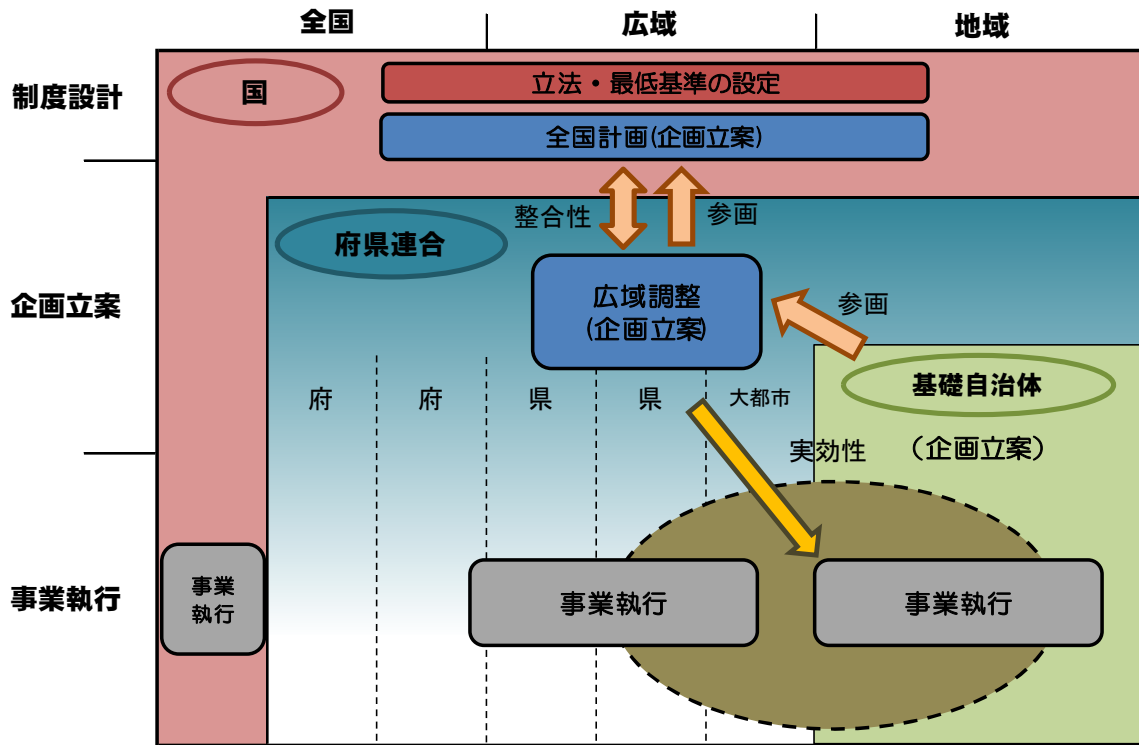 全国
広域
地域
制度設計
国
立法・最低基準の設定
全国計画(企画立案)
整合性
参画
府県連合
企画立案
広域調整
(企画立案)
参画
基礎自治体
府
府
県
県
大都市
実効性
（企画立案）
事業執行
事業
執行
事業執行
事業執行